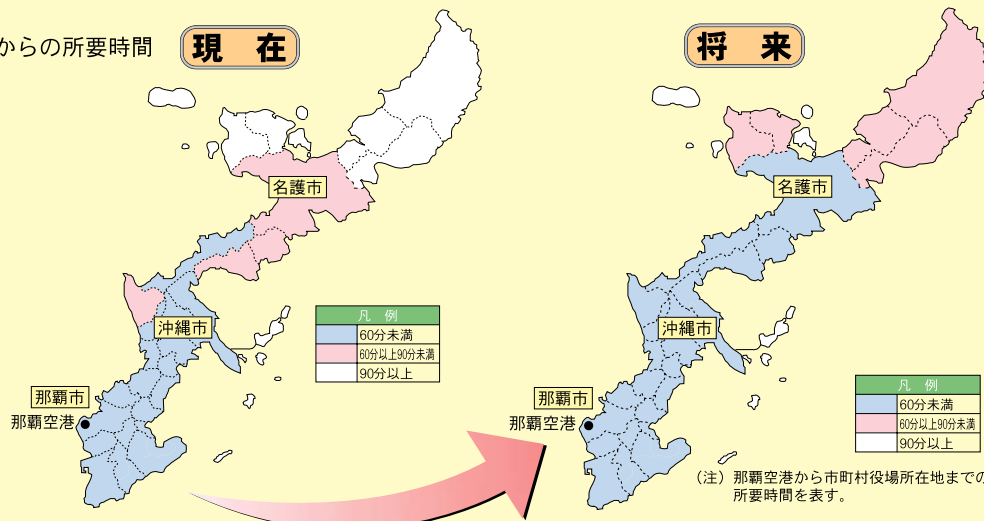 からの所要時間
現 在
名護市
沖縄市
那覇市
那覇空港
凡 例
60分未満
60分以上90分未満
90分以上
将 来
名護市
沖縄市
那覇市
那覇空港
凡 例
60分未満
60分以上90分未満
90分以上
(注) 那覇空港から市町村役場所在地までの
所要時間を表す。